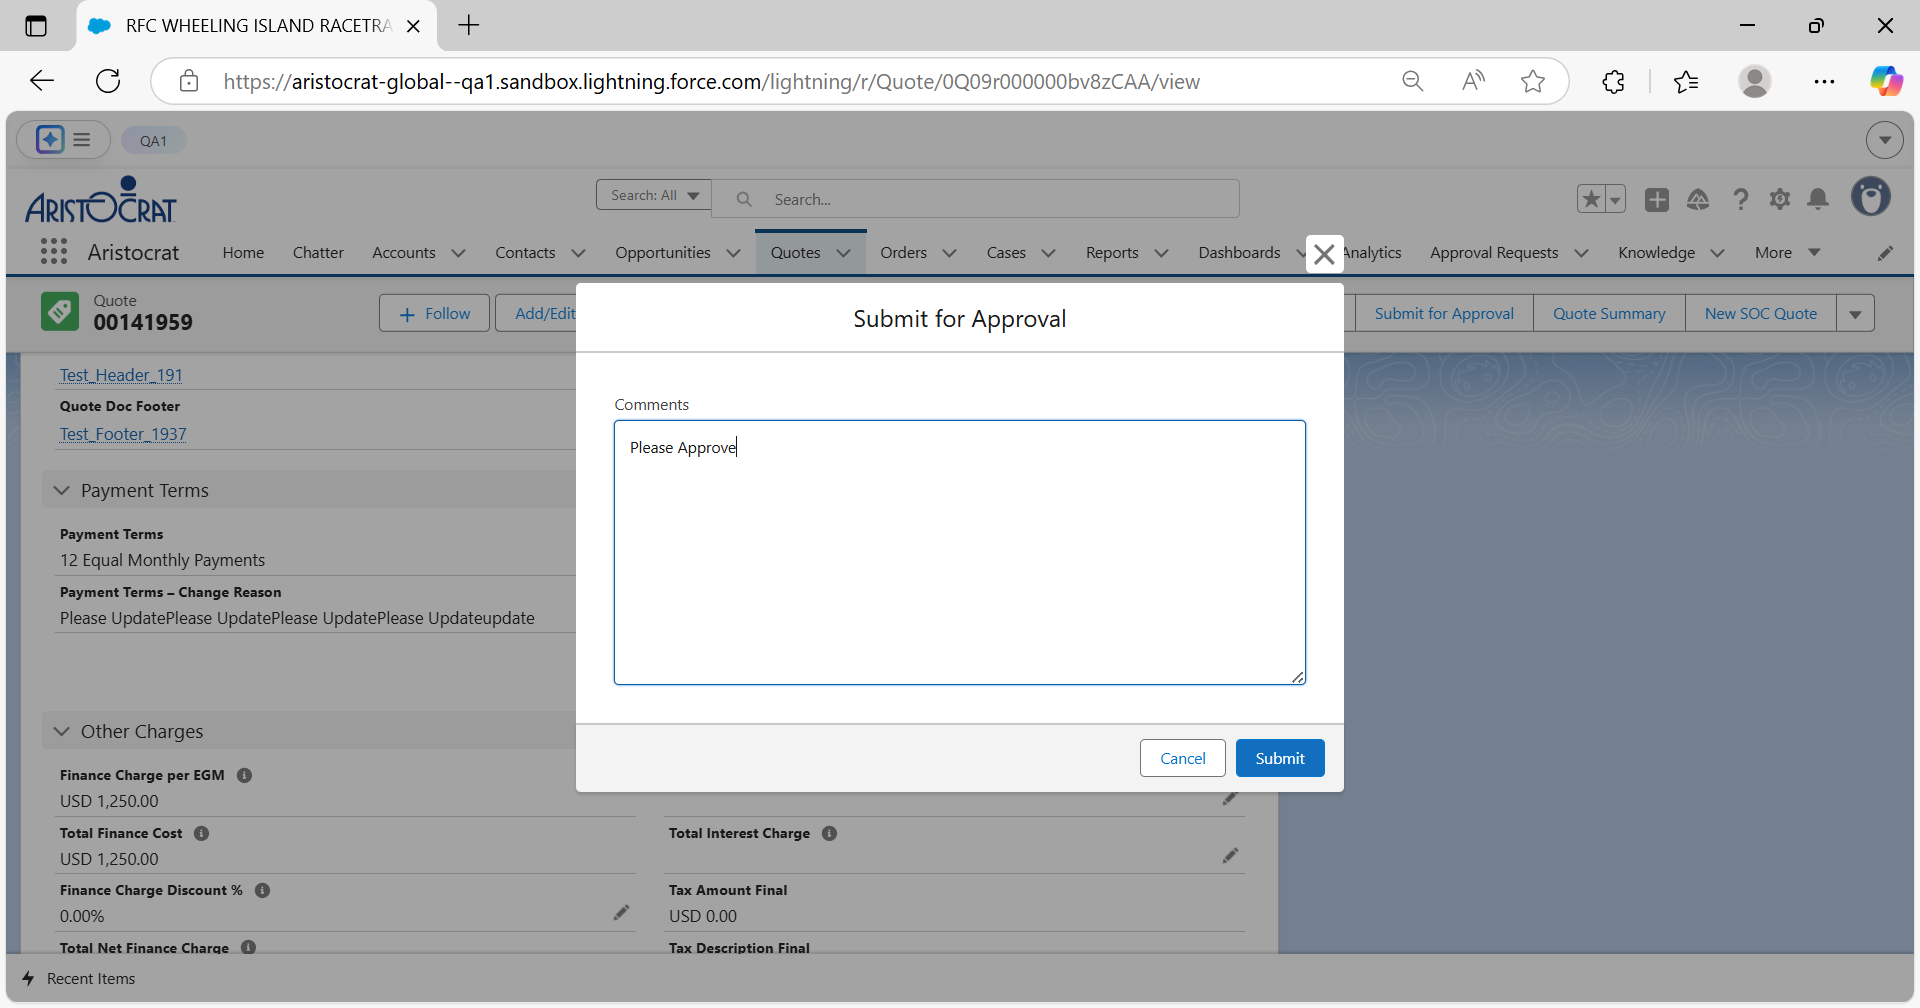 RFC WHEELING ISLAND RACETRA
https://aristocrat-global--qa1.sandbox.lightning.force.com/lightning/r/Quote/0Q09r000000bv8zCAA/view
QA1
ARISTOCRAT
Search: All
Search...
Aristocrat
Home
Chatter
Accounts
Contacts
Opportunities
Quotes
Orders
Cases
Reports
Dashboards
Analytics
Approval Requests
Knowledge
More
Quote
00141959
Follow
Add/Edit
Submit for Approval
Quote Summary
New SOC Quote
Submit for Approval
Comments
Please Approve
Cancel
Submit
Test_Header_191
Quote Doc Footer
Test_Footer_1937
Payment Terms
Payment Terms
12 Equal Monthly Payments
Payment Terms – Change Reason
Please UpdatePlease UpdatePlease UpdatePlease Updateupdate
Other Charges
Finance Charge per EGM
USD 1,250.00
Total Finance Cost
USD 1,250.00
Total Interest Charge
Finance Charge Discount %
0.00%
Tax Amount Final
USD 0.00
Total Net Finance Charge
Tax Description Final
Recent Items